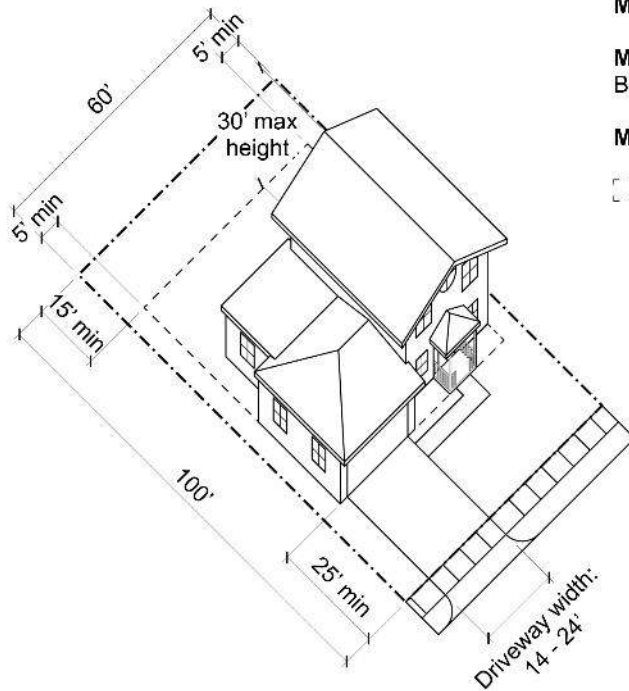 5' min
60'
30' max
height
5' min
15' min
100'
25' min
Driveway width:
14 - 24'
M
M
B
M